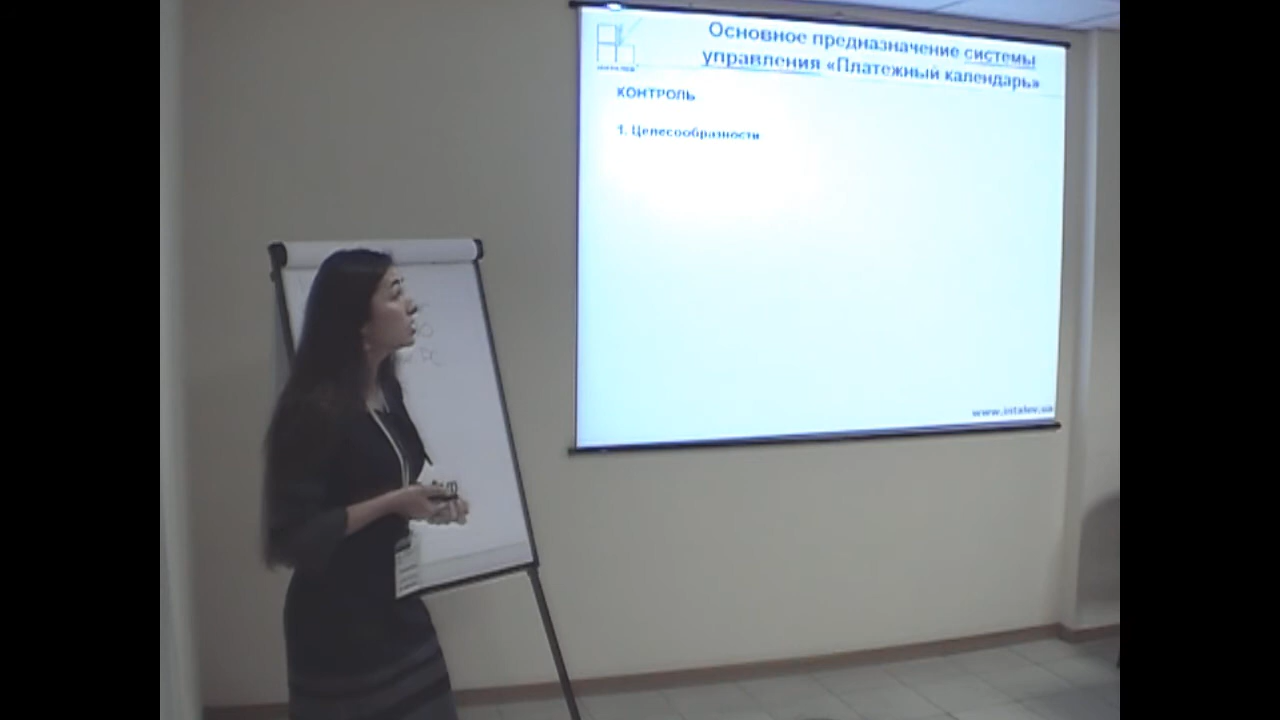 Основное предназначение системы
управления «Платежный календарь»
КОНТРОЛЬ
1. Целесообразности
www.intalev.ua